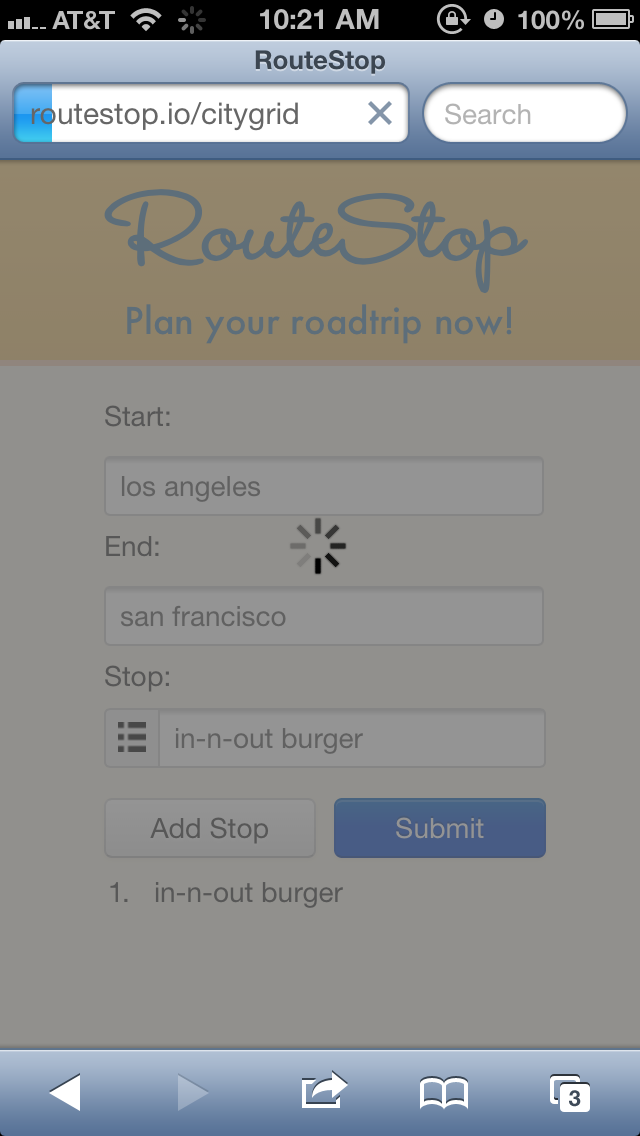 AT&T 10:21 AM 100%
RouteStop
routestop.io/citygrid Search
RouteStop
Plan your roadtrip now!
Start:
los angeles
End:
san francisco
Stop:
in-n-out burger
Add Stop Submit
1. in-n-out burger
3